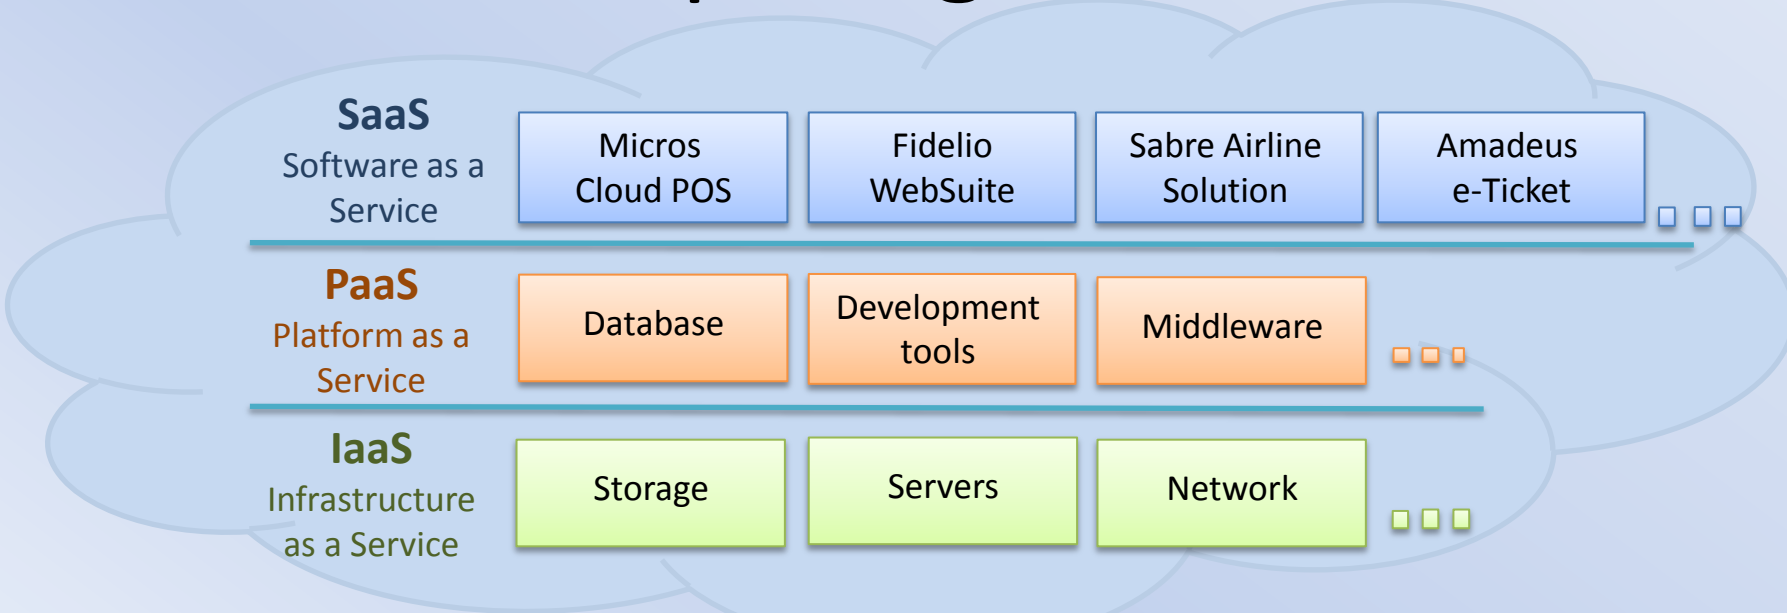 SaaS
Software as a
Service
Micros
Cloud POS
Fidelio
WebSuite
Sabre Airline
Solution
Amadeus
e-Ticket
PaaS
Platform as a
Service
Database
Development
tools
Middleware
IaaS
Infrastructure
as a Service
Storage
Servers
Network